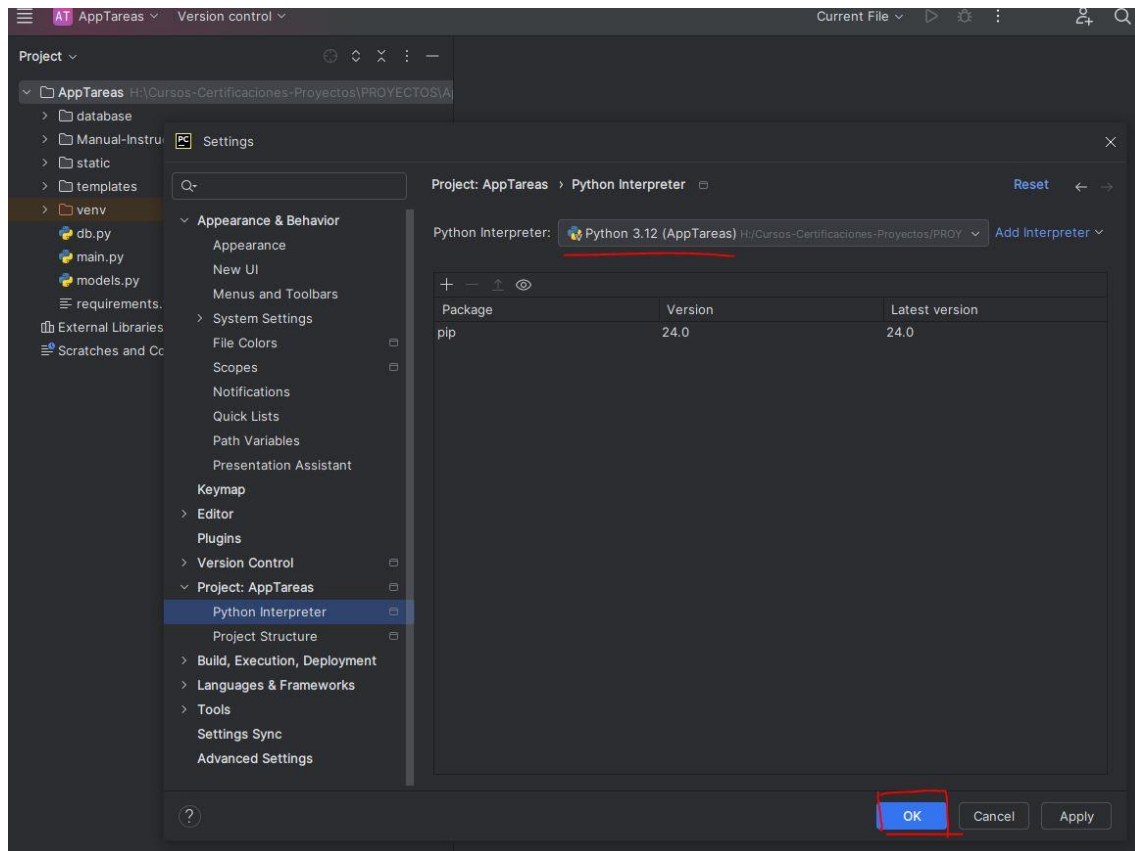 AT AppTareas Version control Current File
Project
AppTareas H:\Cursos-Certificaciones-Proyectos\PROYECTOS\A
database
Manual-Instru
static
templates
venv
db.py
main.py
models.py
requirements.
External Libraries
Scratches and Co
PC Settings
Appearance & Behavior
Appearance
New UI
Menus and Toolbars
System Settings
File Colors
Scopes
Notifications
Quick Lists
Path Variables
Presentation Assistant
Keymap
Editor
Plugins
Version Control
Project: AppTareas
Python Interpreter
Project Structure
Build, Execution, Deployment
Languages & Frameworks
Tools
Settings Sync
Advanced Settings
Project: AppTareas › Python Interpreter Reset
Python Interpreter: Python 3.12 (AppTareas) H:/Cursos-Certificaciones-Proyectos/PROY Add Interpreter
Package Version Latest version
pip 24.0 24.0
? OK Cancel Apply